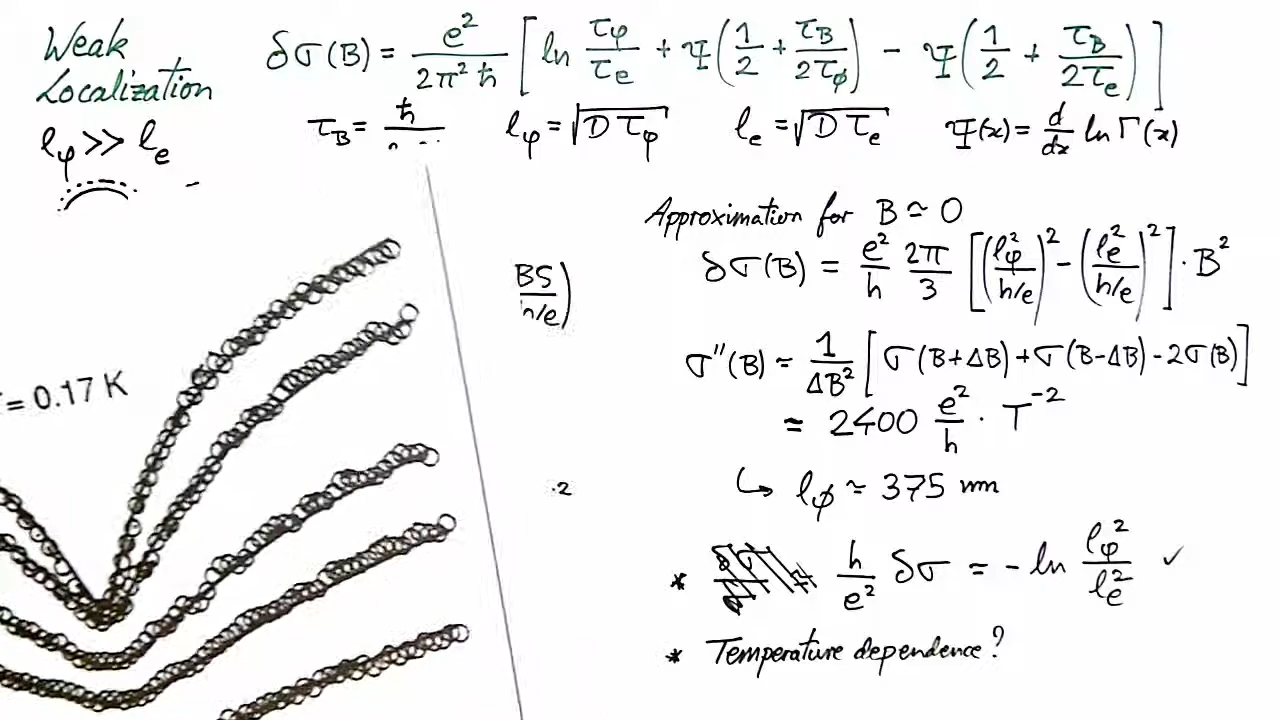 Weak Localization
δσ(B) = e²/2π²ħ [ln τφ/τe + Ψ(1/2 + τB/2τϕ) − Ψ(1/2 + τB/2τe)]
lφ >> le
τB = ħ/
lφ = √Dτφ
le = √Dτe
Ψ(x) = d/dx ln Γ(x)
Approximation for B ≃ 0
δσ(B) = e²/h 2π/3 [(lφ²/h/e)² − (le²/h/e)²] · B²
BS/h/e)
σ''(B) ≈ 1/ΔB² [σ(B+ΔB) + σ(B−ΔB) − 2σ(B)]
= 0.17 K
≈ 2400 e²/h · T⁻²
·2
↪ lφ ≃ 375 nm
* h/e² δσ = − ln lφ²/le² ✓
* Temperature dependence?